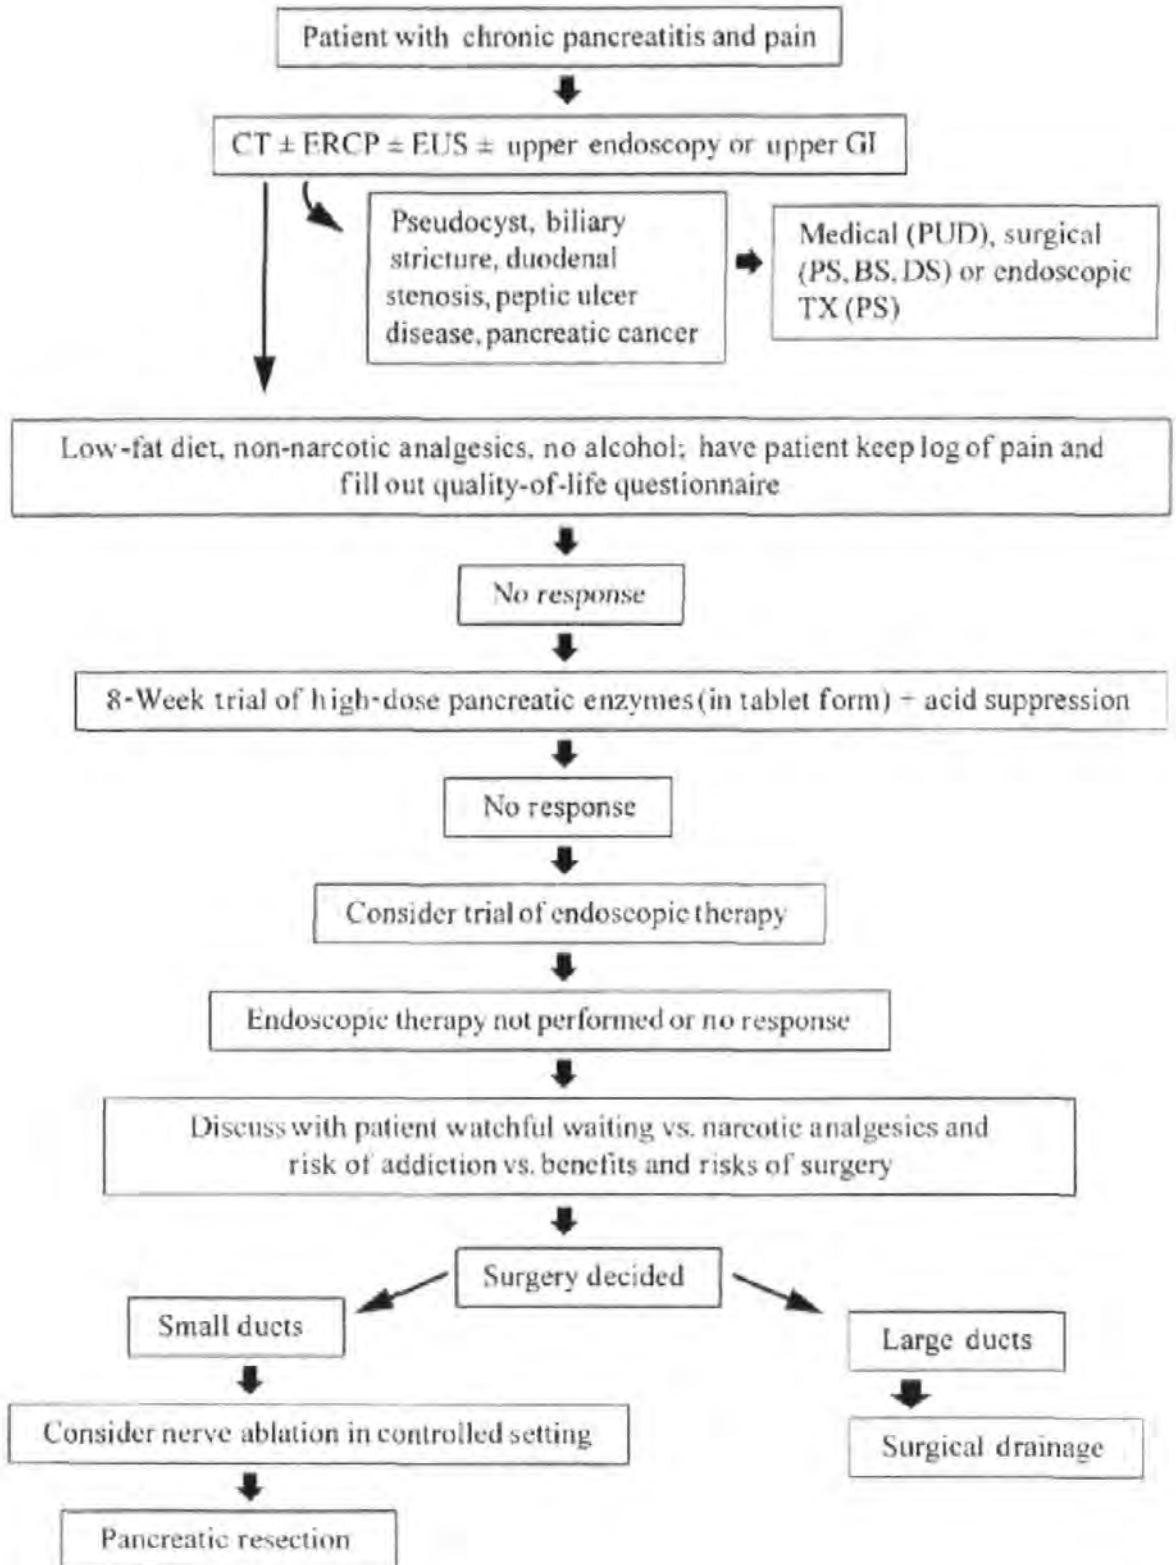 Patient with chronic pancreatitis and pain
CT ± ERCP ± EUS ± upper endoscopy or upper GI
Pseudocyst, biliary
stricture, duodenal
stenosis, peptic ulcer
disease, pancreatic cancer
Medical (PUD), surgical
(PS, BS, DS) or endoscopic
TX (PS)
Low-fat diet, non-narcotic analgesics, no alcohol; have patient keep log of pain and
fill out quality-of-life questionnaire
No response
8-Week trial of high-dose pancreatic enzymes (in tablet form) + acid suppression
No response
Consider trial of endoscopic therapy
Endoscopic therapy not performed or no response
Discuss with patient watchful waiting vs. narcotic analgesics and
risk of addiction vs. benefits and risks of surgery
Surgery decided
Small ducts
Large ducts
Consider nerve ablation in controlled setting
Surgical drainage
Pancreatic resection